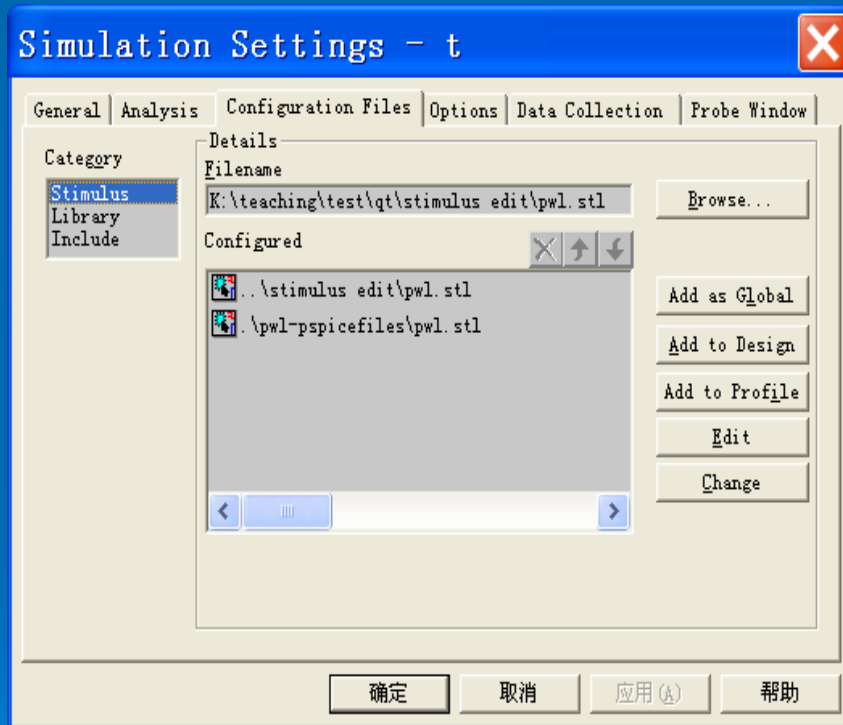 Simulation Settings - t
General Analysis Configuration Files Options Data Collection Probe Window
Category
Stimulus
Library
Include
Details
Filename
K:\teaching\test\qt\stimulus edit\pwl.stl
Browse...
Configured
..\stimulus edit\pwl.stl
.\pwl-pspicefiles\pwl.stl
Add as Global
Add to Design
Add to Profile
Edit
Change
确定 取消 应用(A) 帮助